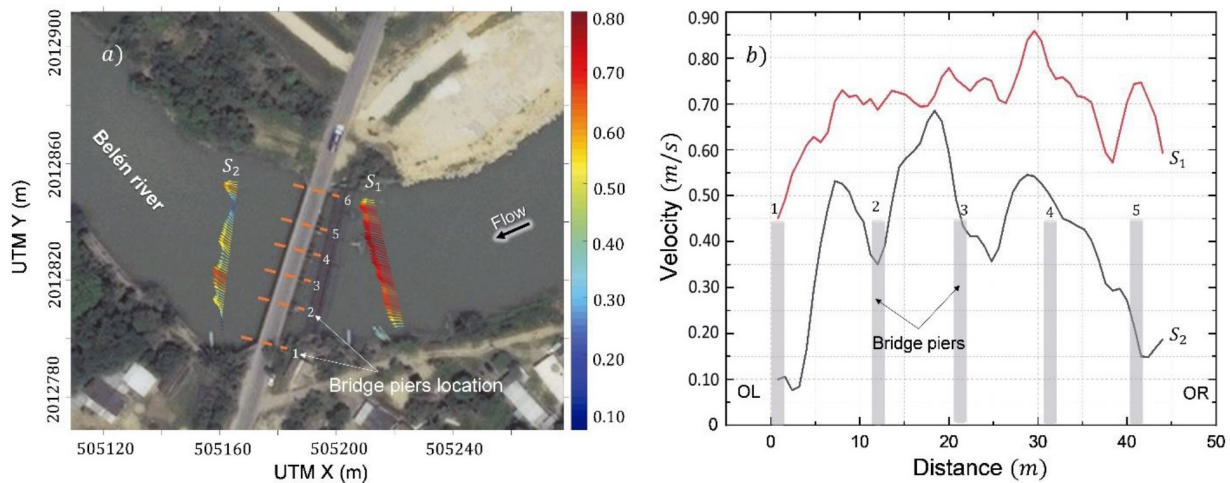 a)
Belén river
S₂
S₁
Flow
6
5
4
3
2
1
Bridge piers location
2012900
2012860
2012820
2012780
UTM Y (m)
505120
505160
505200
505240
UTM X (m)
0.80
0.70
0.60
0.50
0.40
0.30
0.20
0.10
b)
0.90
0.80
0.70
0.60
0.50
0.40
0.30
0.20
0.10
0
Velocity (m/s)
S₁
1
2
3
4
5
Bridge piers
S₂
OL
OR
0
10
20
30
40
50
Distance (m)